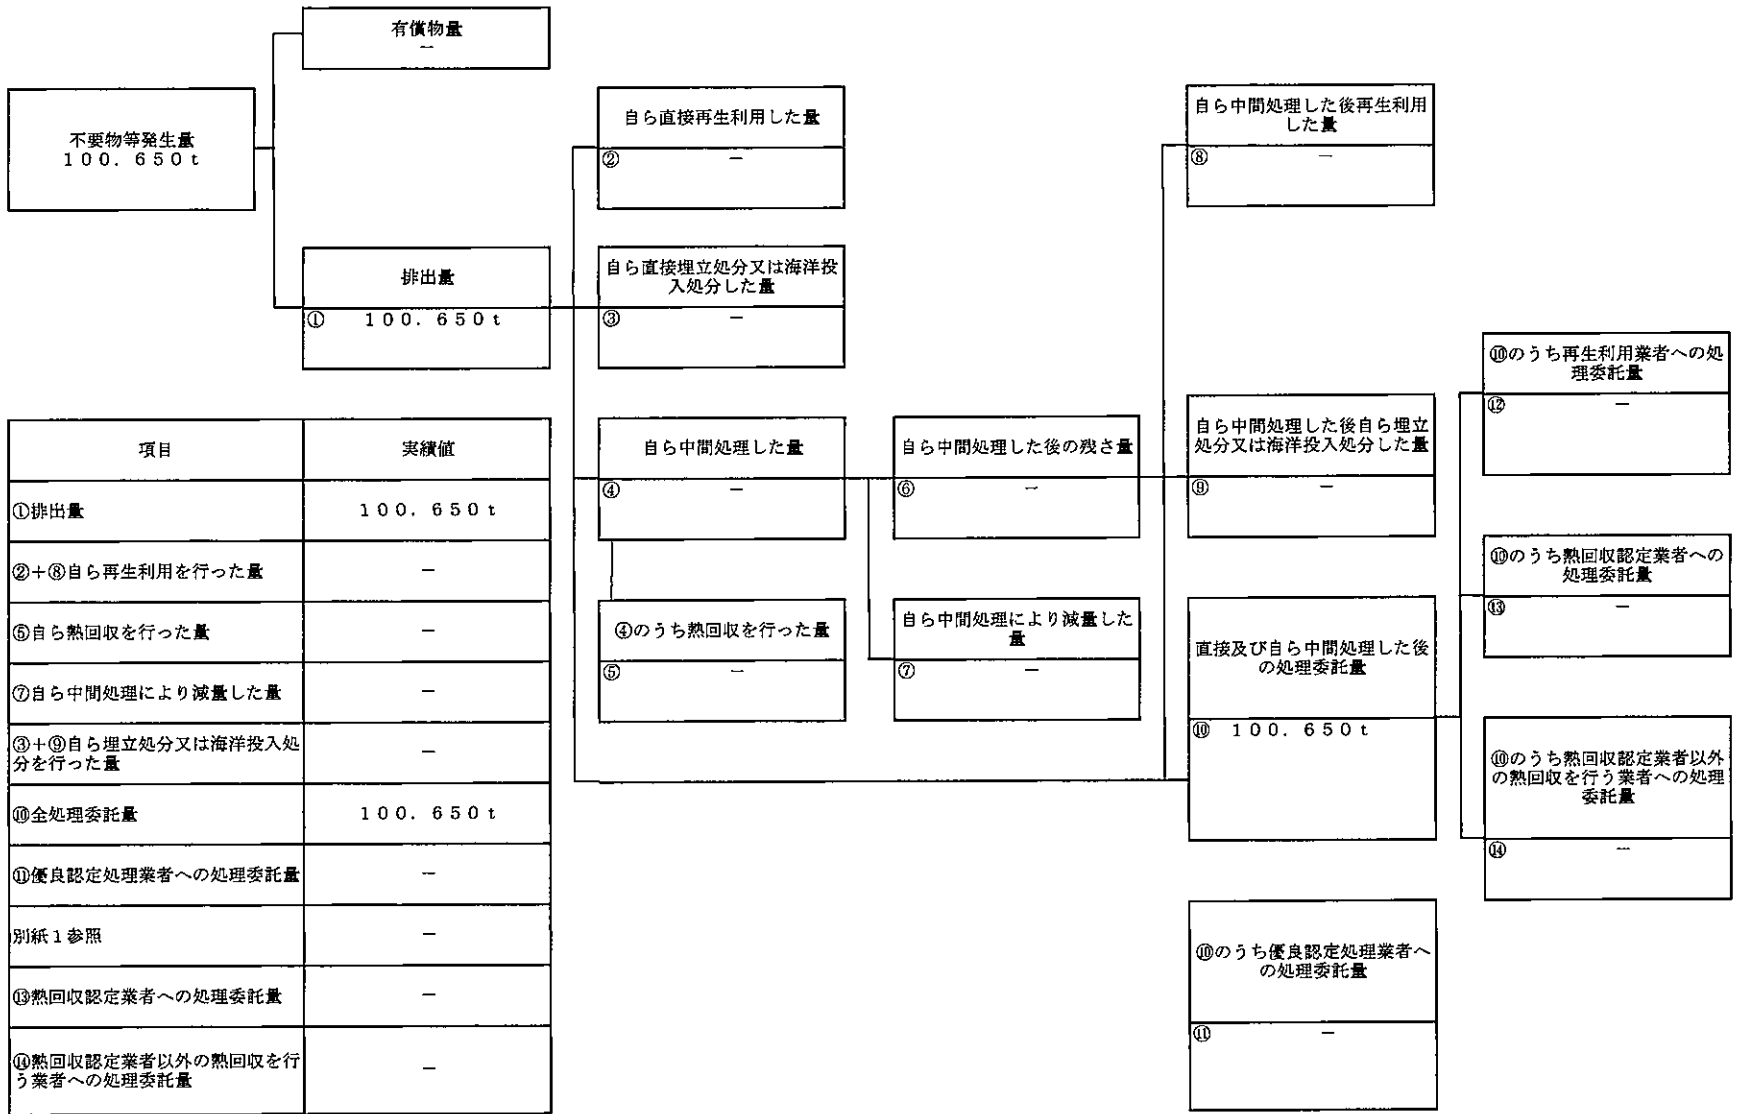 有償物量
－
不要物等発生量
１００．６５０ｔ
排出量
① １００．６５０ｔ
自ら直接再生利用した量
② －
自ら直接埋立処分又は海洋投
入処分した量
③ －
自ら中間処理した量
④ －
④のうち熱回収を行った量
⑤ －
自ら中間処理した後の残さ量
⑥ －
自ら中間処理により減量した
量
⑦ －
自ら中間処理した後再生利用
した量
⑧ －
自ら中間処理した後自ら埋立
処分又は海洋投入処分した量
⑨ －
直接及び自ら中間処理した後
の処理委託量
⑩ １００．６５０ｔ
⑩のうち優良認定処理業者へ
の処理委託量
⑪ －
⑩のうち再生利用業者への処
理委託量
⑫ －
⑩のうち熱回収認定業者への
処理委託量
⑬ －
⑩のうち熱回収認定業者以外
の熱回収を行う業者への処理
委託量
⑭ －
項目 実績値
①排出量 １００．６５０ｔ
②＋⑧自ら再生利用を行った量 －
⑤自ら熱回収を行った量 －
⑦自ら中間処理により減量した量 －
③＋⑨自ら埋立処分又は海洋投入処
分を行った量 －
⑩全処理委託量 １００．６５０ｔ
⑪優良認定処理業者への処理委託量 －
別紙１参照 －
⑬熱回収認定業者への処理委託量 －
⑭熱回収認定業者以外の熱回収を行
う業者への処理委託量 －